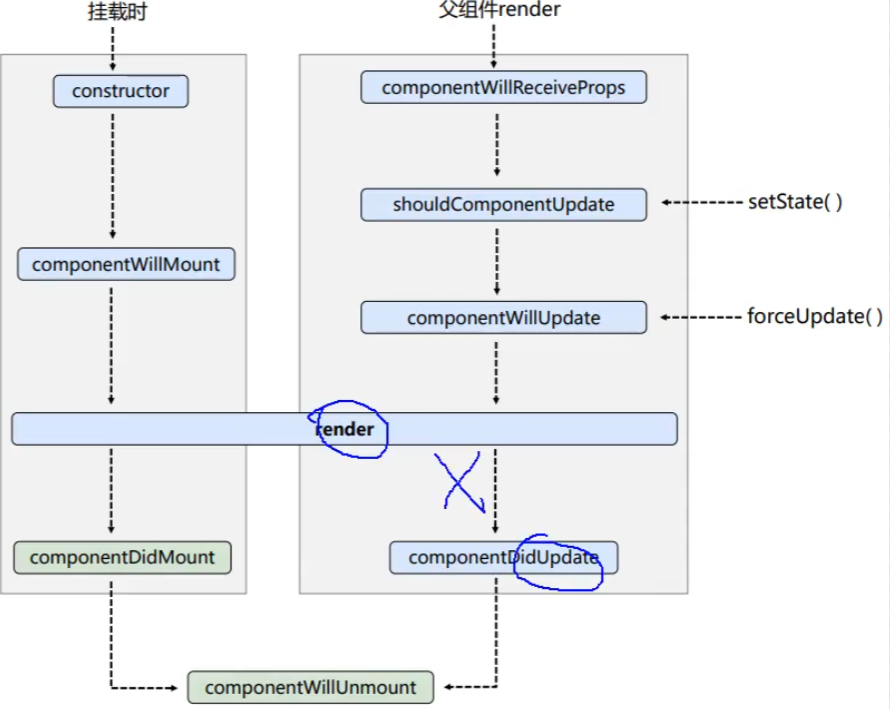 挂载时
父组件render
constructor
componentWillReceiveProps
shouldComponentUpdate
setState( )
componentWillMount
componentWillUpdate
forceUpdate( )
render
componentDidMount
componentDidUpdate
componentWillUnmount